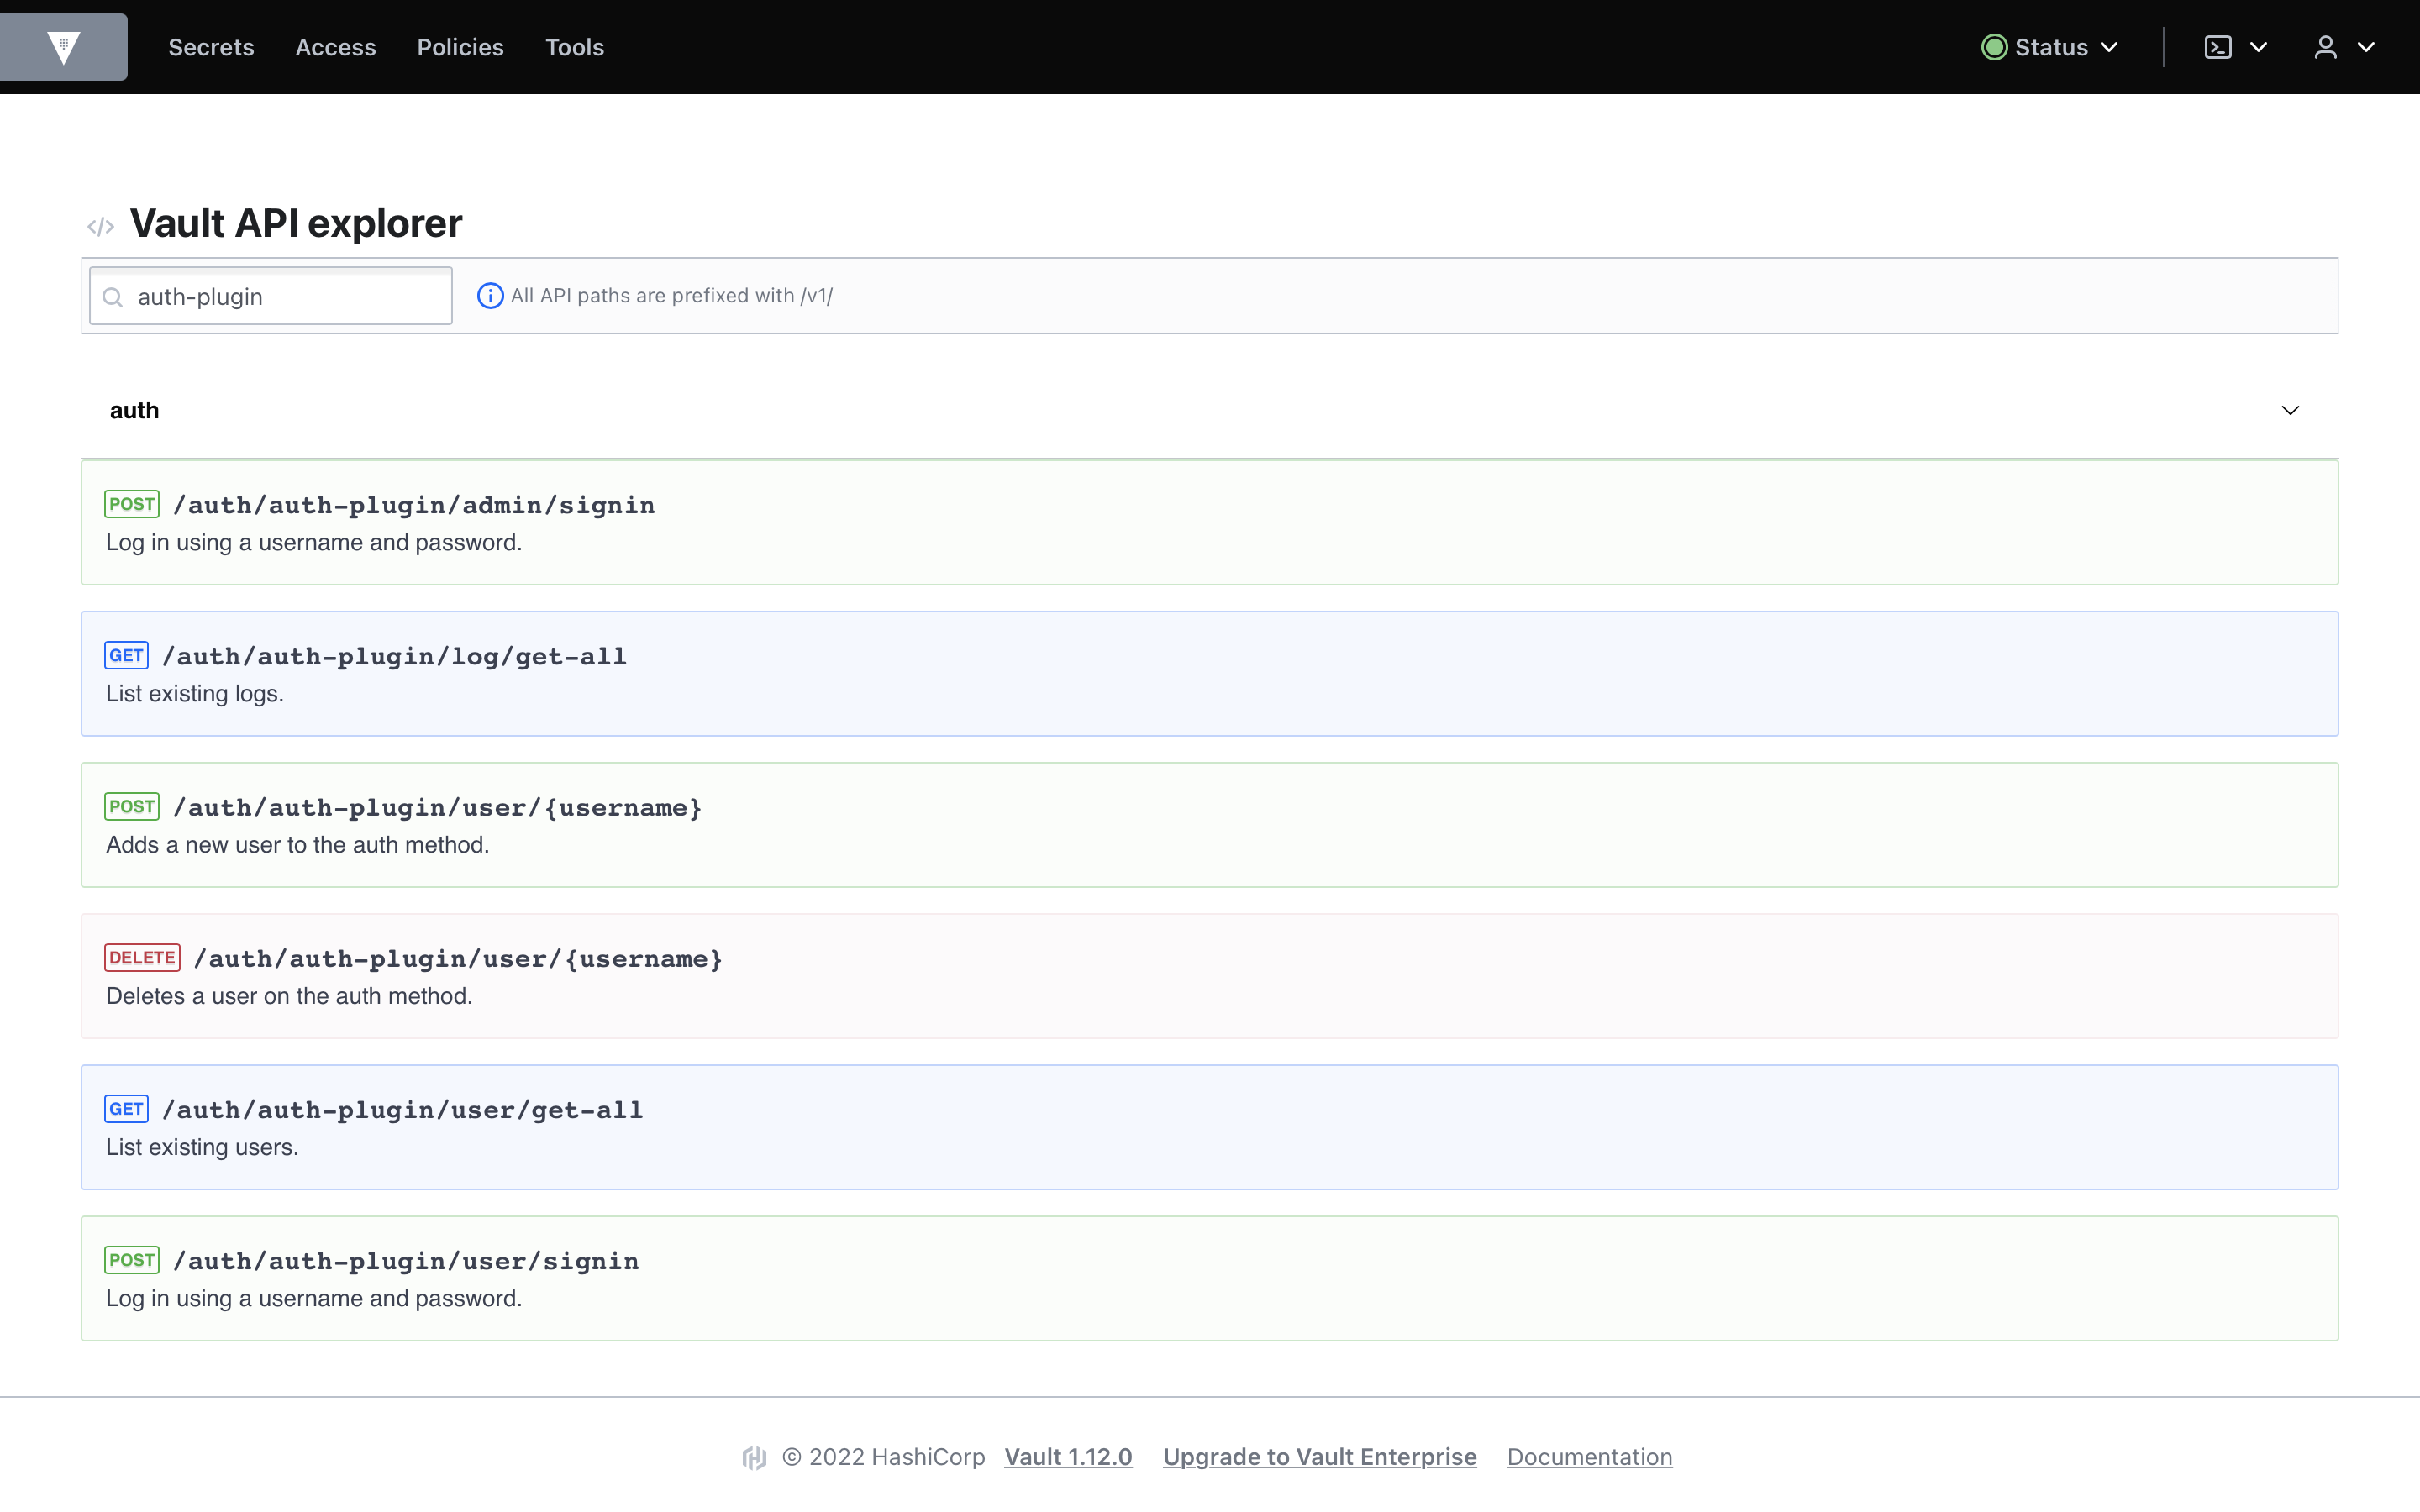 Secrets Access Policies Tools Status
</> Vault API explorer
auth-plugin All API paths are prefixed with /v1/
auth
POST /auth/auth-plugin/admin/signin
Log in using a username and password.
GET /auth/auth-plugin/log/get-all
List existing logs.
POST /auth/auth-plugin/user/{username}
Adds a new user to the auth method.
DELETE /auth/auth-plugin/user/{username}
Deletes a user on the auth method.
GET /auth/auth-plugin/user/get-all
List existing users.
POST /auth/auth-plugin/user/signin
Log in using a username and password.
© 2022 HashiCorp Vault 1.12.0 Upgrade to Vault Enterprise Documentation